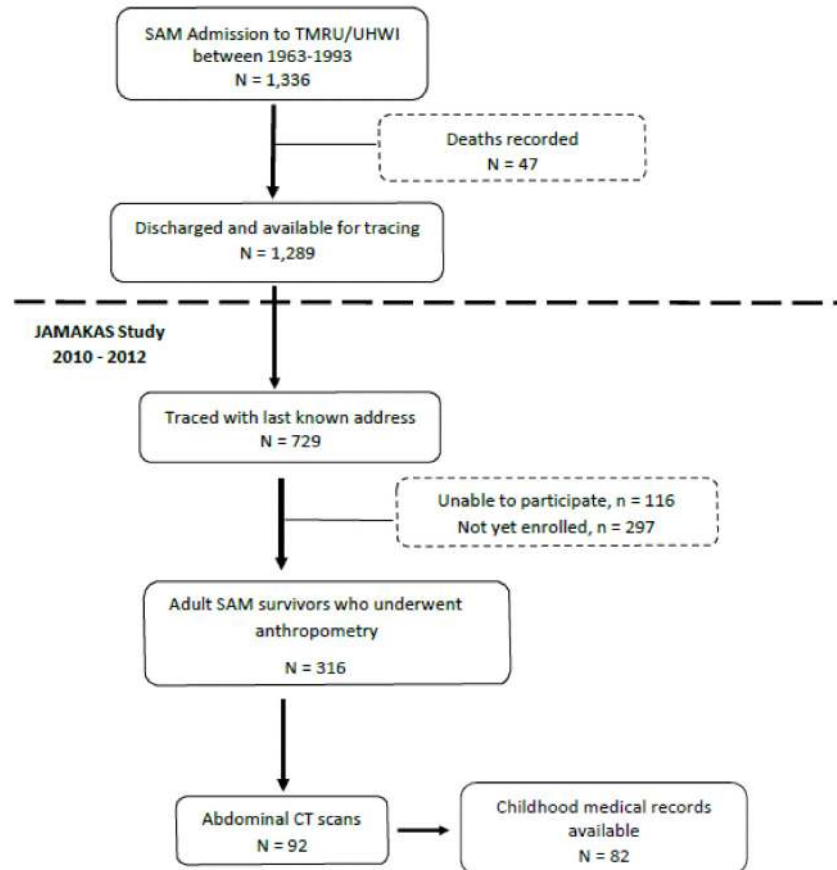 SAM Admission to TMRU/UHWI
between 1963-1993
N = 1,336
Deaths recorded
N = 47
Discharged and available for tracing
N = 1,289
JAMAKAS Study
2010 - 2012
Traced with last known address
N = 729
Unable to participate, n = 116
Not yet enrolled, n = 297
Adult SAM survivors who underwent
anthropometry
N = 316
Abdominal CT scans
N = 92
Childhood medical records
available
N = 82